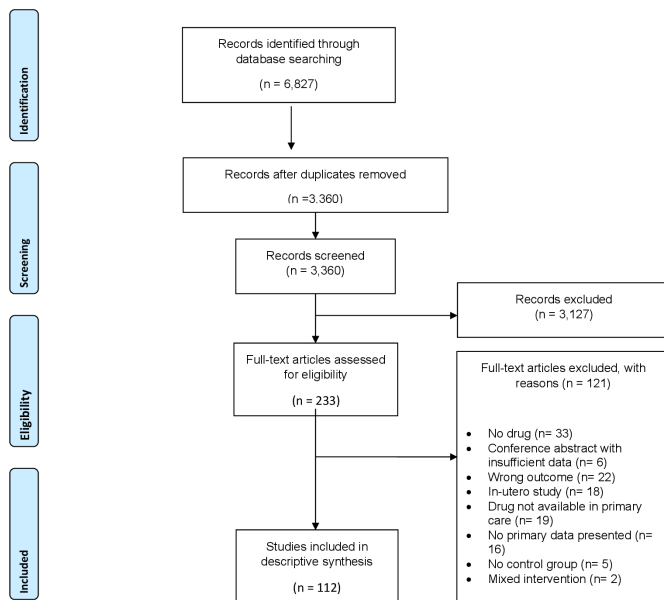 Identification
Records identified through
database searching
(n = 6,827)
Screening
Records after duplicates removed
(n =3,360)
Records screened
(n = 3,360)
Records excluded
(n = 3,127)
Eligibility
Full-text articles assessed
for eligibility
(n = 233)
Full-text articles excluded, with
reasons (n = 121)
• No drug (n= 33)
• Conference abstract with
insufficient data (n= 6)
• Wrong outcome (n= 22)
• In-utero study (n= 18)
• Drug not available in primary
care (n= 19)
• No primary data presented (n=
16)
• No control group (n= 5)
• Mixed intervention (n= 2)
Included
Studies included in
descriptive synthesis
(n = 112)